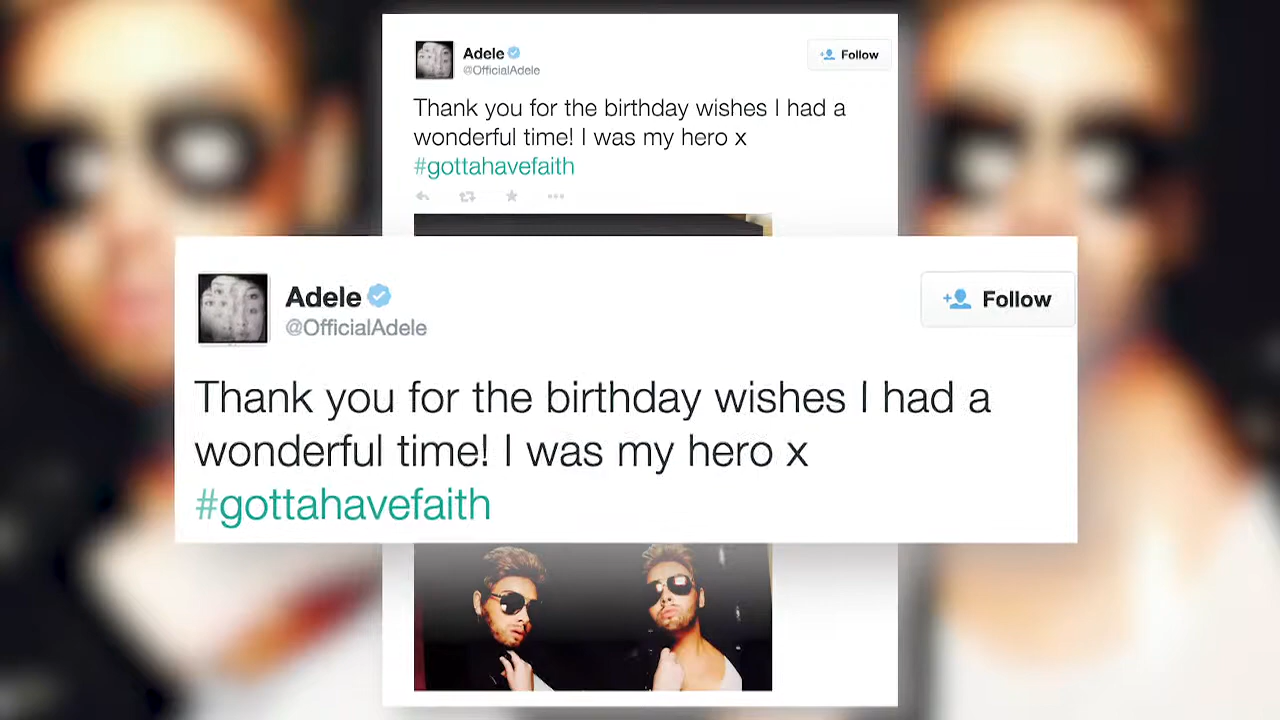 Adele
@OfficialAdele
Follow
Thank you for the birthday wishes I had a
wonderful time! I was my hero x
#gottahavefaith
Adele
@OfficialAdele
Follow
Thank you for the birthday wishes I had a
wonderful time! I was my hero x
#gottahavefaith